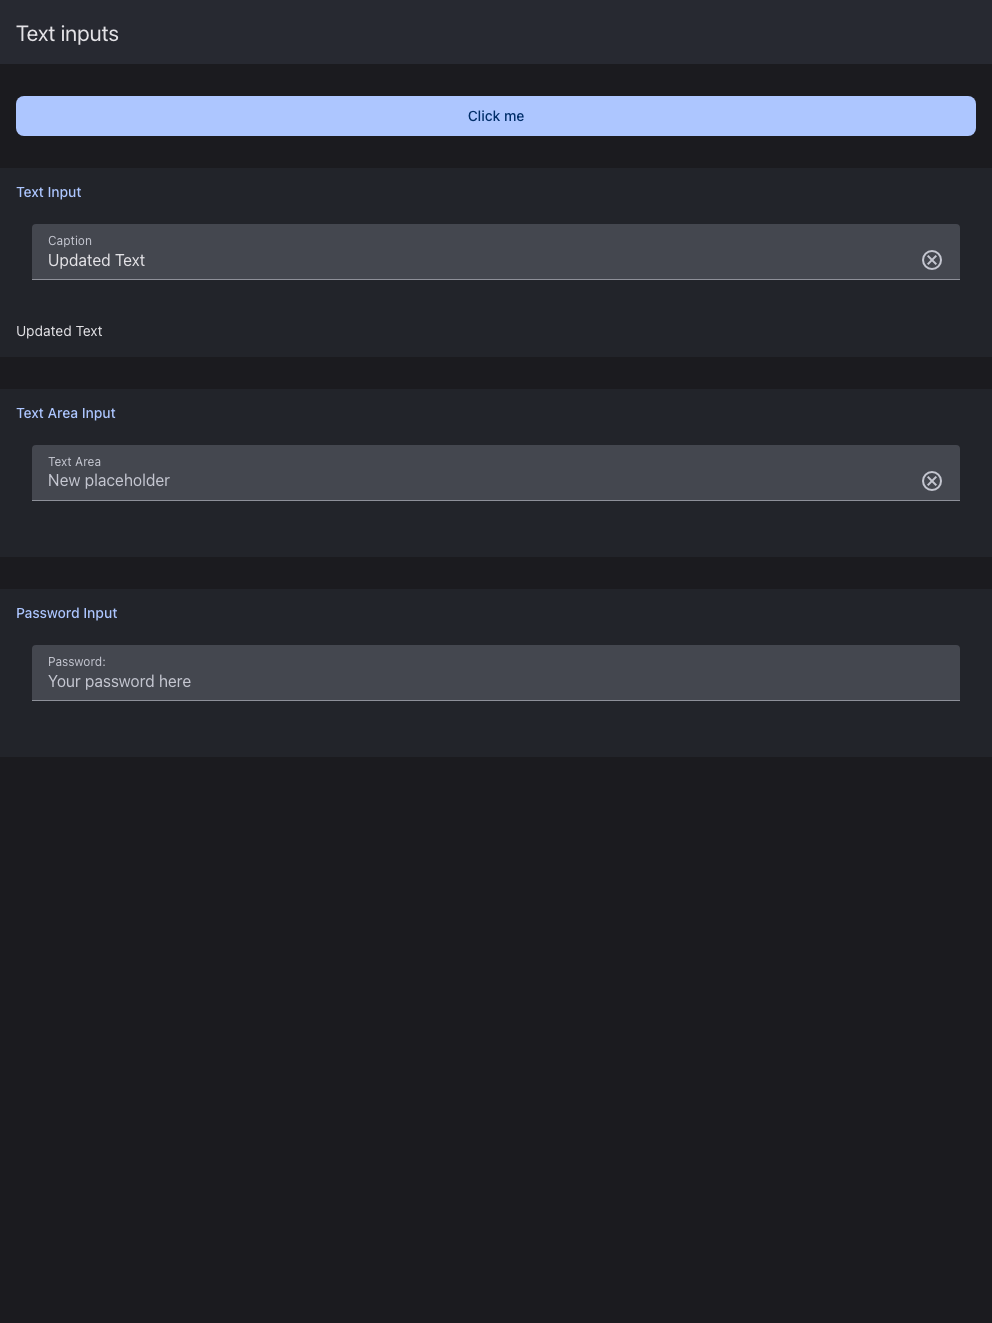 Text inputs
Click me
Text Input
Caption
Updated Text
Updated Text
Text Area Input
Text Area
New placeholder
Password Input
Password:
Your password here